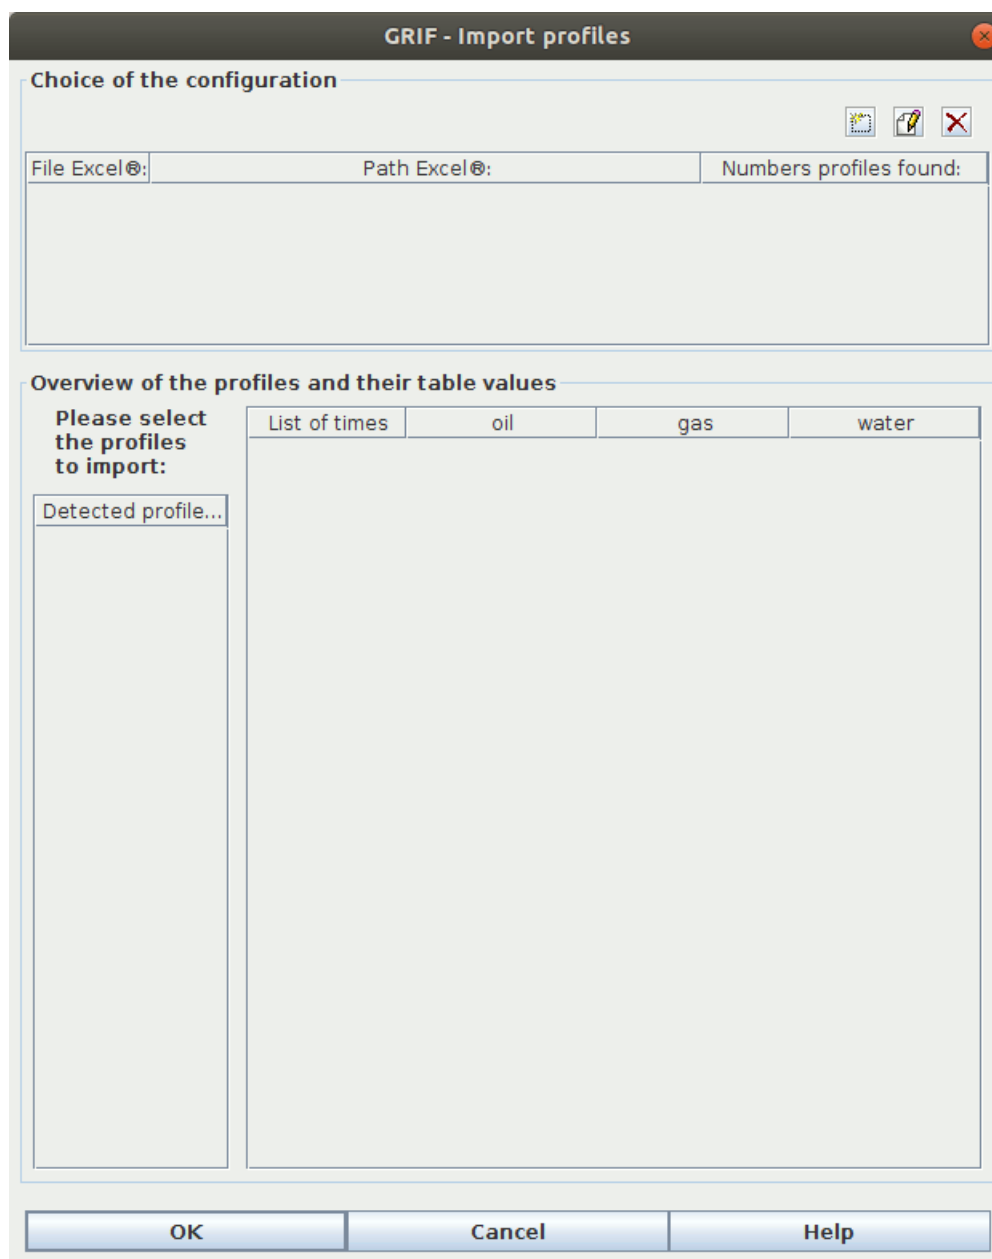 GRIF - Import profiles
Choice of the configuration
File Excel®: Path Excel®: Numbers profiles found:
Overview of the profiles and their table values
Please select
the profiles
to import:
List of times oil gas water
Detected profile...
OK Cancel Help